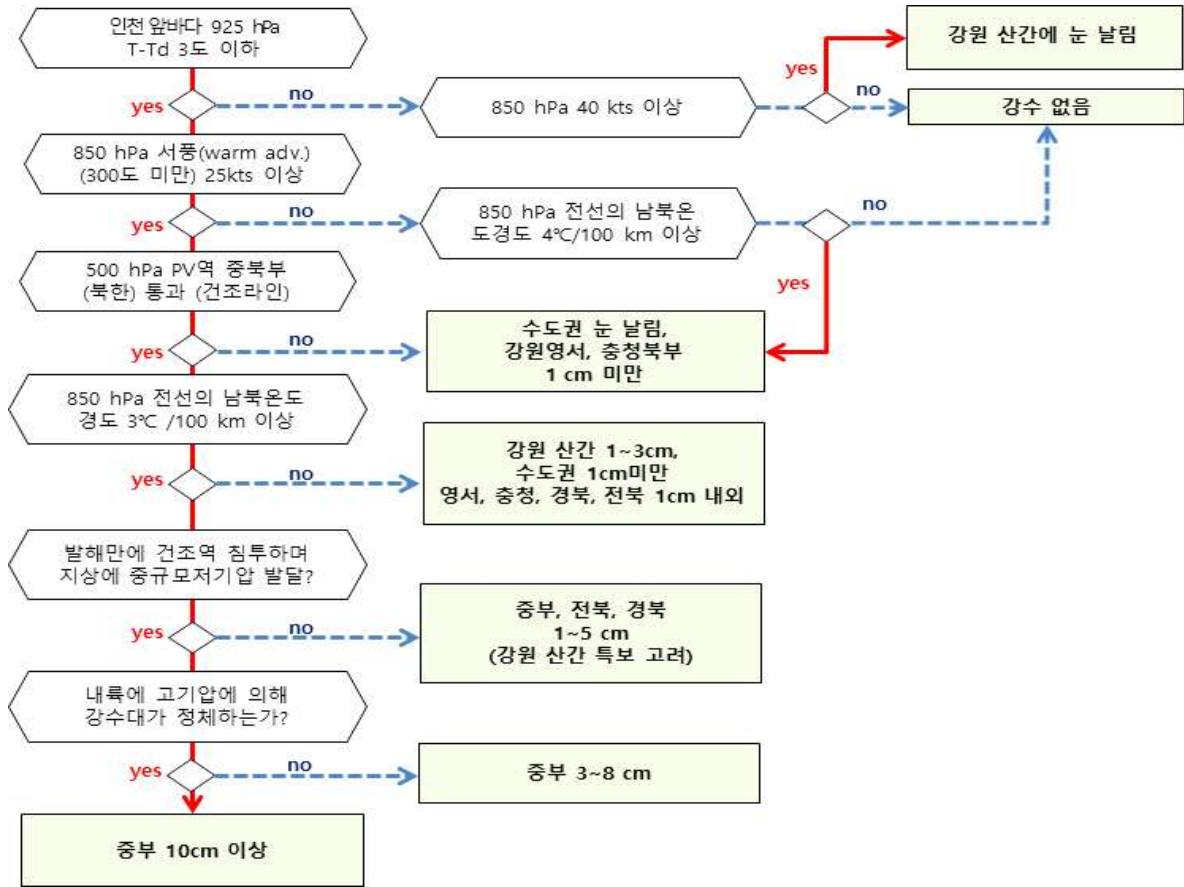 인천 앞바다 925 hPa
T-Td 3도 이하
강원 산간에 눈 날림
yes
yes
no
850 hPa 40 kts 이상
no
강수 없음
850 hPa 서풍(warm adv.)
(300도 미만) 25kts 이상
yes
no
850 hPa 전선의 남북온
도경도 4℃/100 km 이상
no
500 hPa PV역 중북부
(북한) 통과 (건조라인)
yes
수도권 눈 날림,
강원영서, 충청북부
1 cm 미만
yes
no
850 hPa 전선의 남북온도
경도 3℃ /100 km 이상
강원 산간 1~3cm,
수도권 1cm미만
영서, 충청, 경북, 전북 1cm 내외
yes
no
발해만에 건조역 침투하며
지상에 중규모저기압 발달?
중부, 전북, 경북
1~5 cm
(강원 산간 특보 고려)
yes
no
내륙에 고기압에 의해
강수대가 정체하는가?
yes
no
중부 3~8 cm
중부 10cm 이상